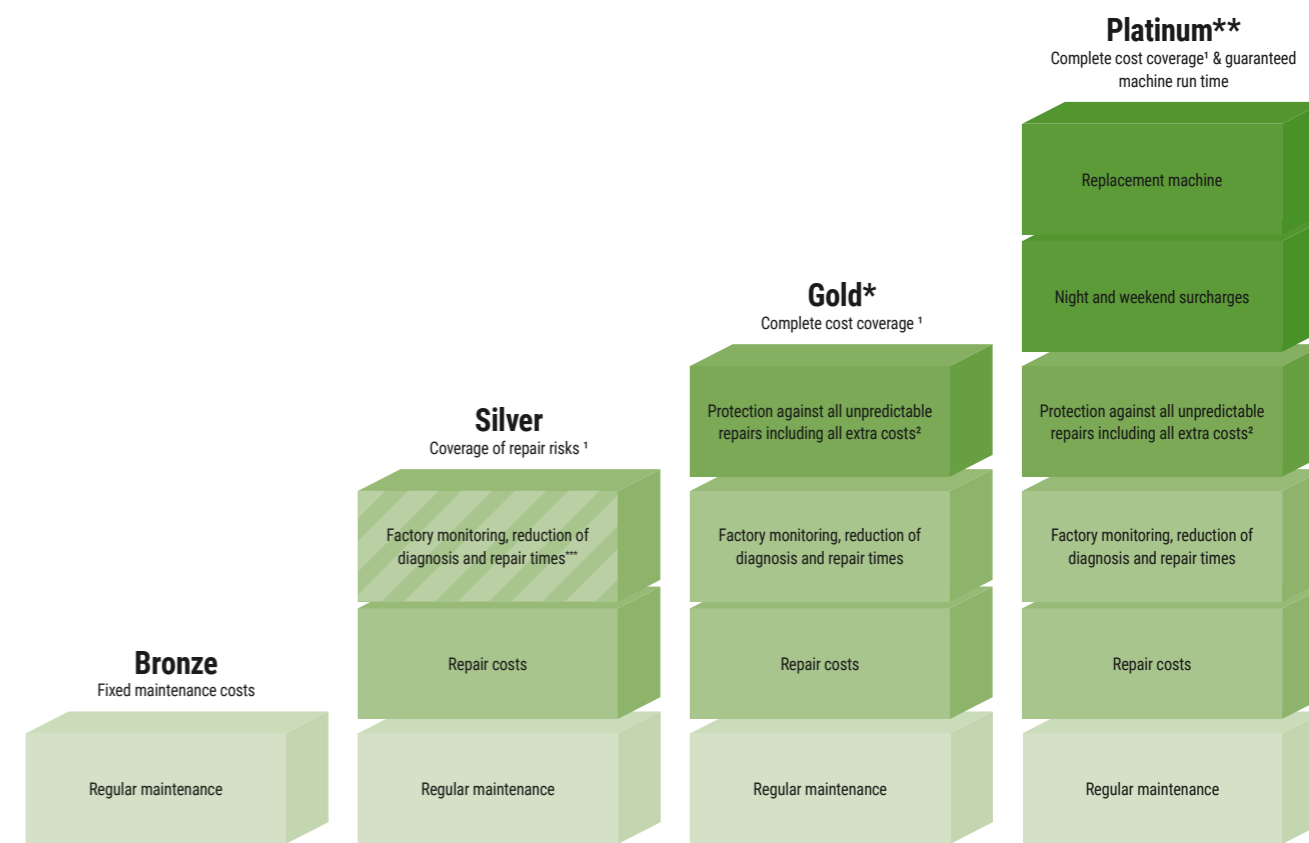 Platinum**
Complete cost coverage¹ & guaranteed
machine run time
Replacement machine
Night and weekend surcharges
Gold*
Complete cost coverage ¹
Protection against all unpredictable
repairs including all extra costs²
Protection against all unpredictable
repairs including all extra costs²
Silver
Coverage of repair risks ¹
Factory monitoring, reduction of
diagnosis and repair times***
Factory monitoring, reduction of
diagnosis and repair times
Factory monitoring, reduction of
diagnosis and repair times
Bronze
Fixed maintenance costs
Repair costs
Repair costs
Repair costs
Regular maintenance
Regular maintenance
Regular maintenance
Regular maintenance